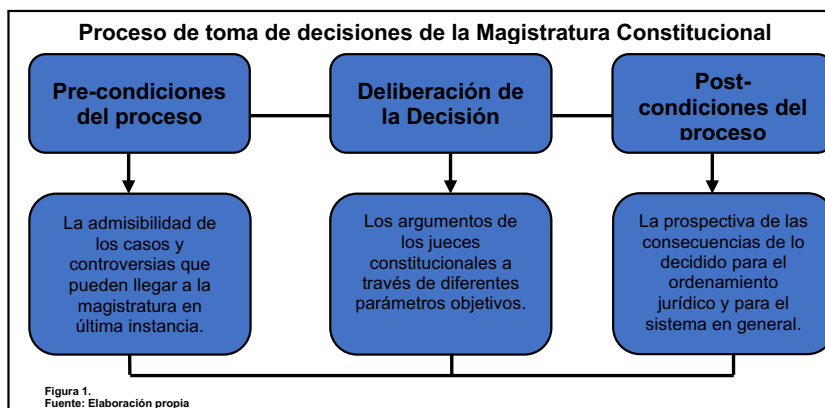 Proceso de toma de decisiones de la Magistratura Constitucional
Pre-condiciones
del proceso
Deliberación de
la Decisión
Post-
condiciones del
proceso
La admisibilidad de
los casos y
controversias que
pueden llegar a la
magistratura en
última instancia.
Los argumentos de
los jueces
constitucionales a
través de diferentes
parámetros objetivos.
La prospectiva de las
consecuencias de lo
decidido para el
ordenamiento
jurídico y para el
sistema en general.
Figura 1.
Fuente: Elaboración propia